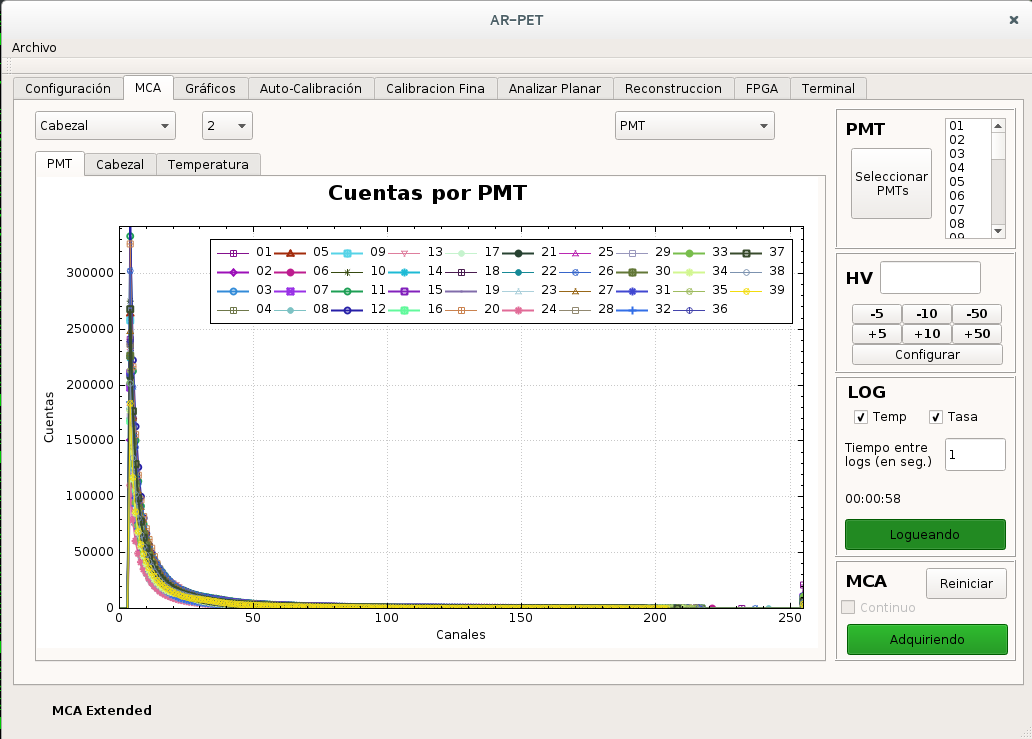 AR-PET
Archivo
Configuración MCA Gráficos Auto-Calibración Calibracion Fina Analizar Planar Reconstruccion FPGA Terminal
Cabezal 2 PMT
PMT Cabezal Temperatura
Cuentas por PMT
01 05 09 13 17 21 25 29 33 37
02 06 10 14 18 22 26 30 34 38
03 07 11 15 19 23 27 31 35 39
04 08 12 16 20 24 28 32 36
300000
250000
200000
150000
100000
50000
0
Cuentas
0 50 100 150 200 250
Canales
PMT
Seleccionar
PMTs
01
02
03
04
05
06
07
08
09
HV
-5 -10 -50
+5 +10 +50
Configurar
LOG
Temp Tasa
Tiempo entre
logs (en seg.)
1
00:00:58
Logueando
MCA
Reiniciar
Continuo
Adquiriendo
MCA Extended